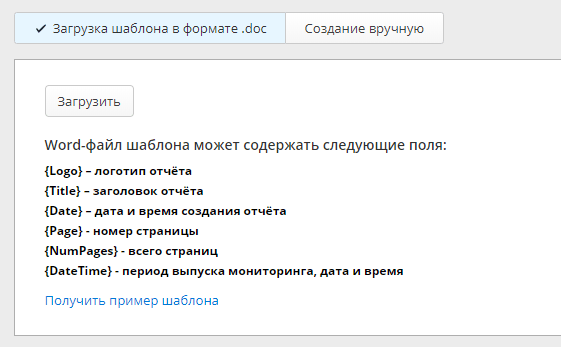 Загрузка шаблона в формате .doc Создание вручную
Загрузить
Word-файл шаблона может содержать следующие поля:
{Logo} – логотип отчёта
{Title} – заголовок отчёта
{Date} – дата и время создания отчёта
{Page} - номер страницы
{NumPages} - всего страниц
{DateTime} - период выпуска мониторинга, дата и время
Получить пример шаблона